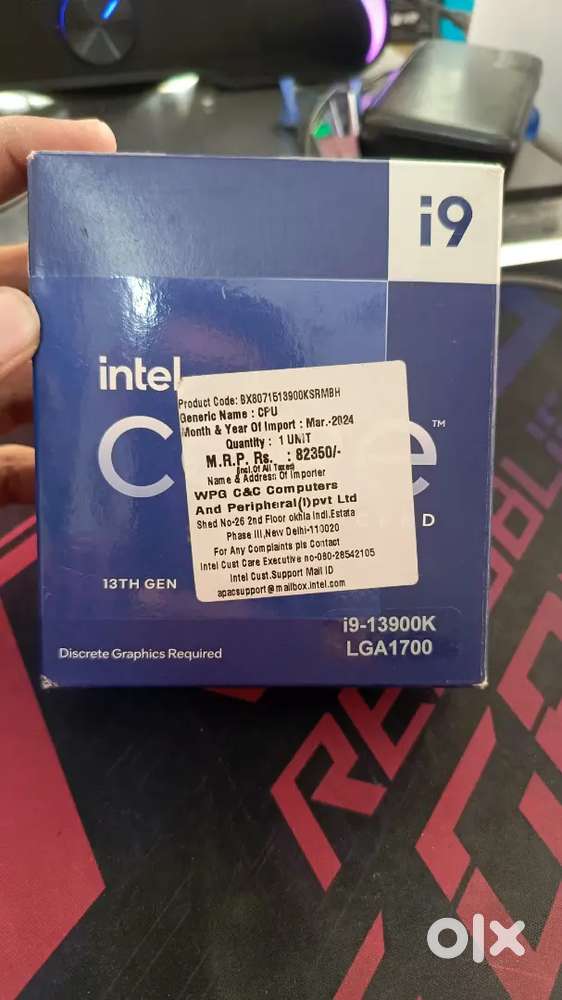 i9
intel
Product Code: BX8071513900KSRMBH
Generic Name : CPU
Month & Year Of Import : Mar.-2024
Quantity : 1 UNIT
M.R.P. Rs. : 82350/-
(Incl.Of All Taxes)
Name & Address Of Importer
WPG C&C Computers
And Peripheral(I)pvt Ltd
Shed No-26 2nd Floor okhla Indl.Estata
Phase III,New Delhi-110020
For Any Complaints pls Contact
Intel Cust Care Executive no-080-28542105
Intel Cust.Support Mail ID
apacsupport@mailbox.intel.com
TM
13TH GEN
i9-13900K
LGA1700
Discrete Graphics Required
olx